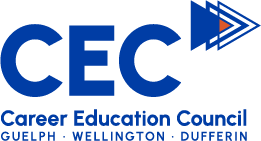 CEC
Career Education Council
GUELPH · WELLINGTON · DUFFERIN